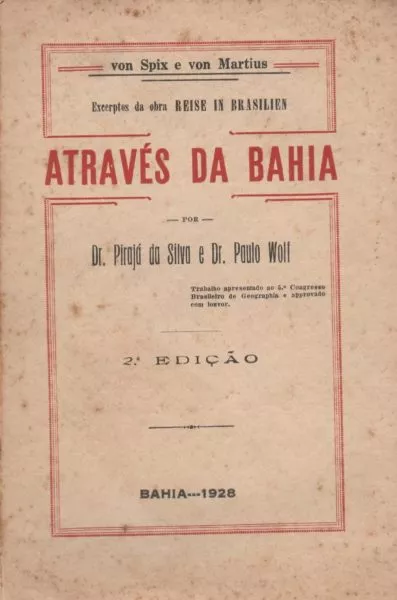 von Spix e von Martius
Excerptos da obra REISE IN BRASILIEN
ATRAVÉS DA BAHIA
— POR —
Dr. Pirajá da Silva e Dr. Paulo Wolf
Trabalho apresentado ao 5.º Congresso
Brasileiro de Geographia e approvado
com louvor.
2.ª EDIÇÃO
BAHIA---1928